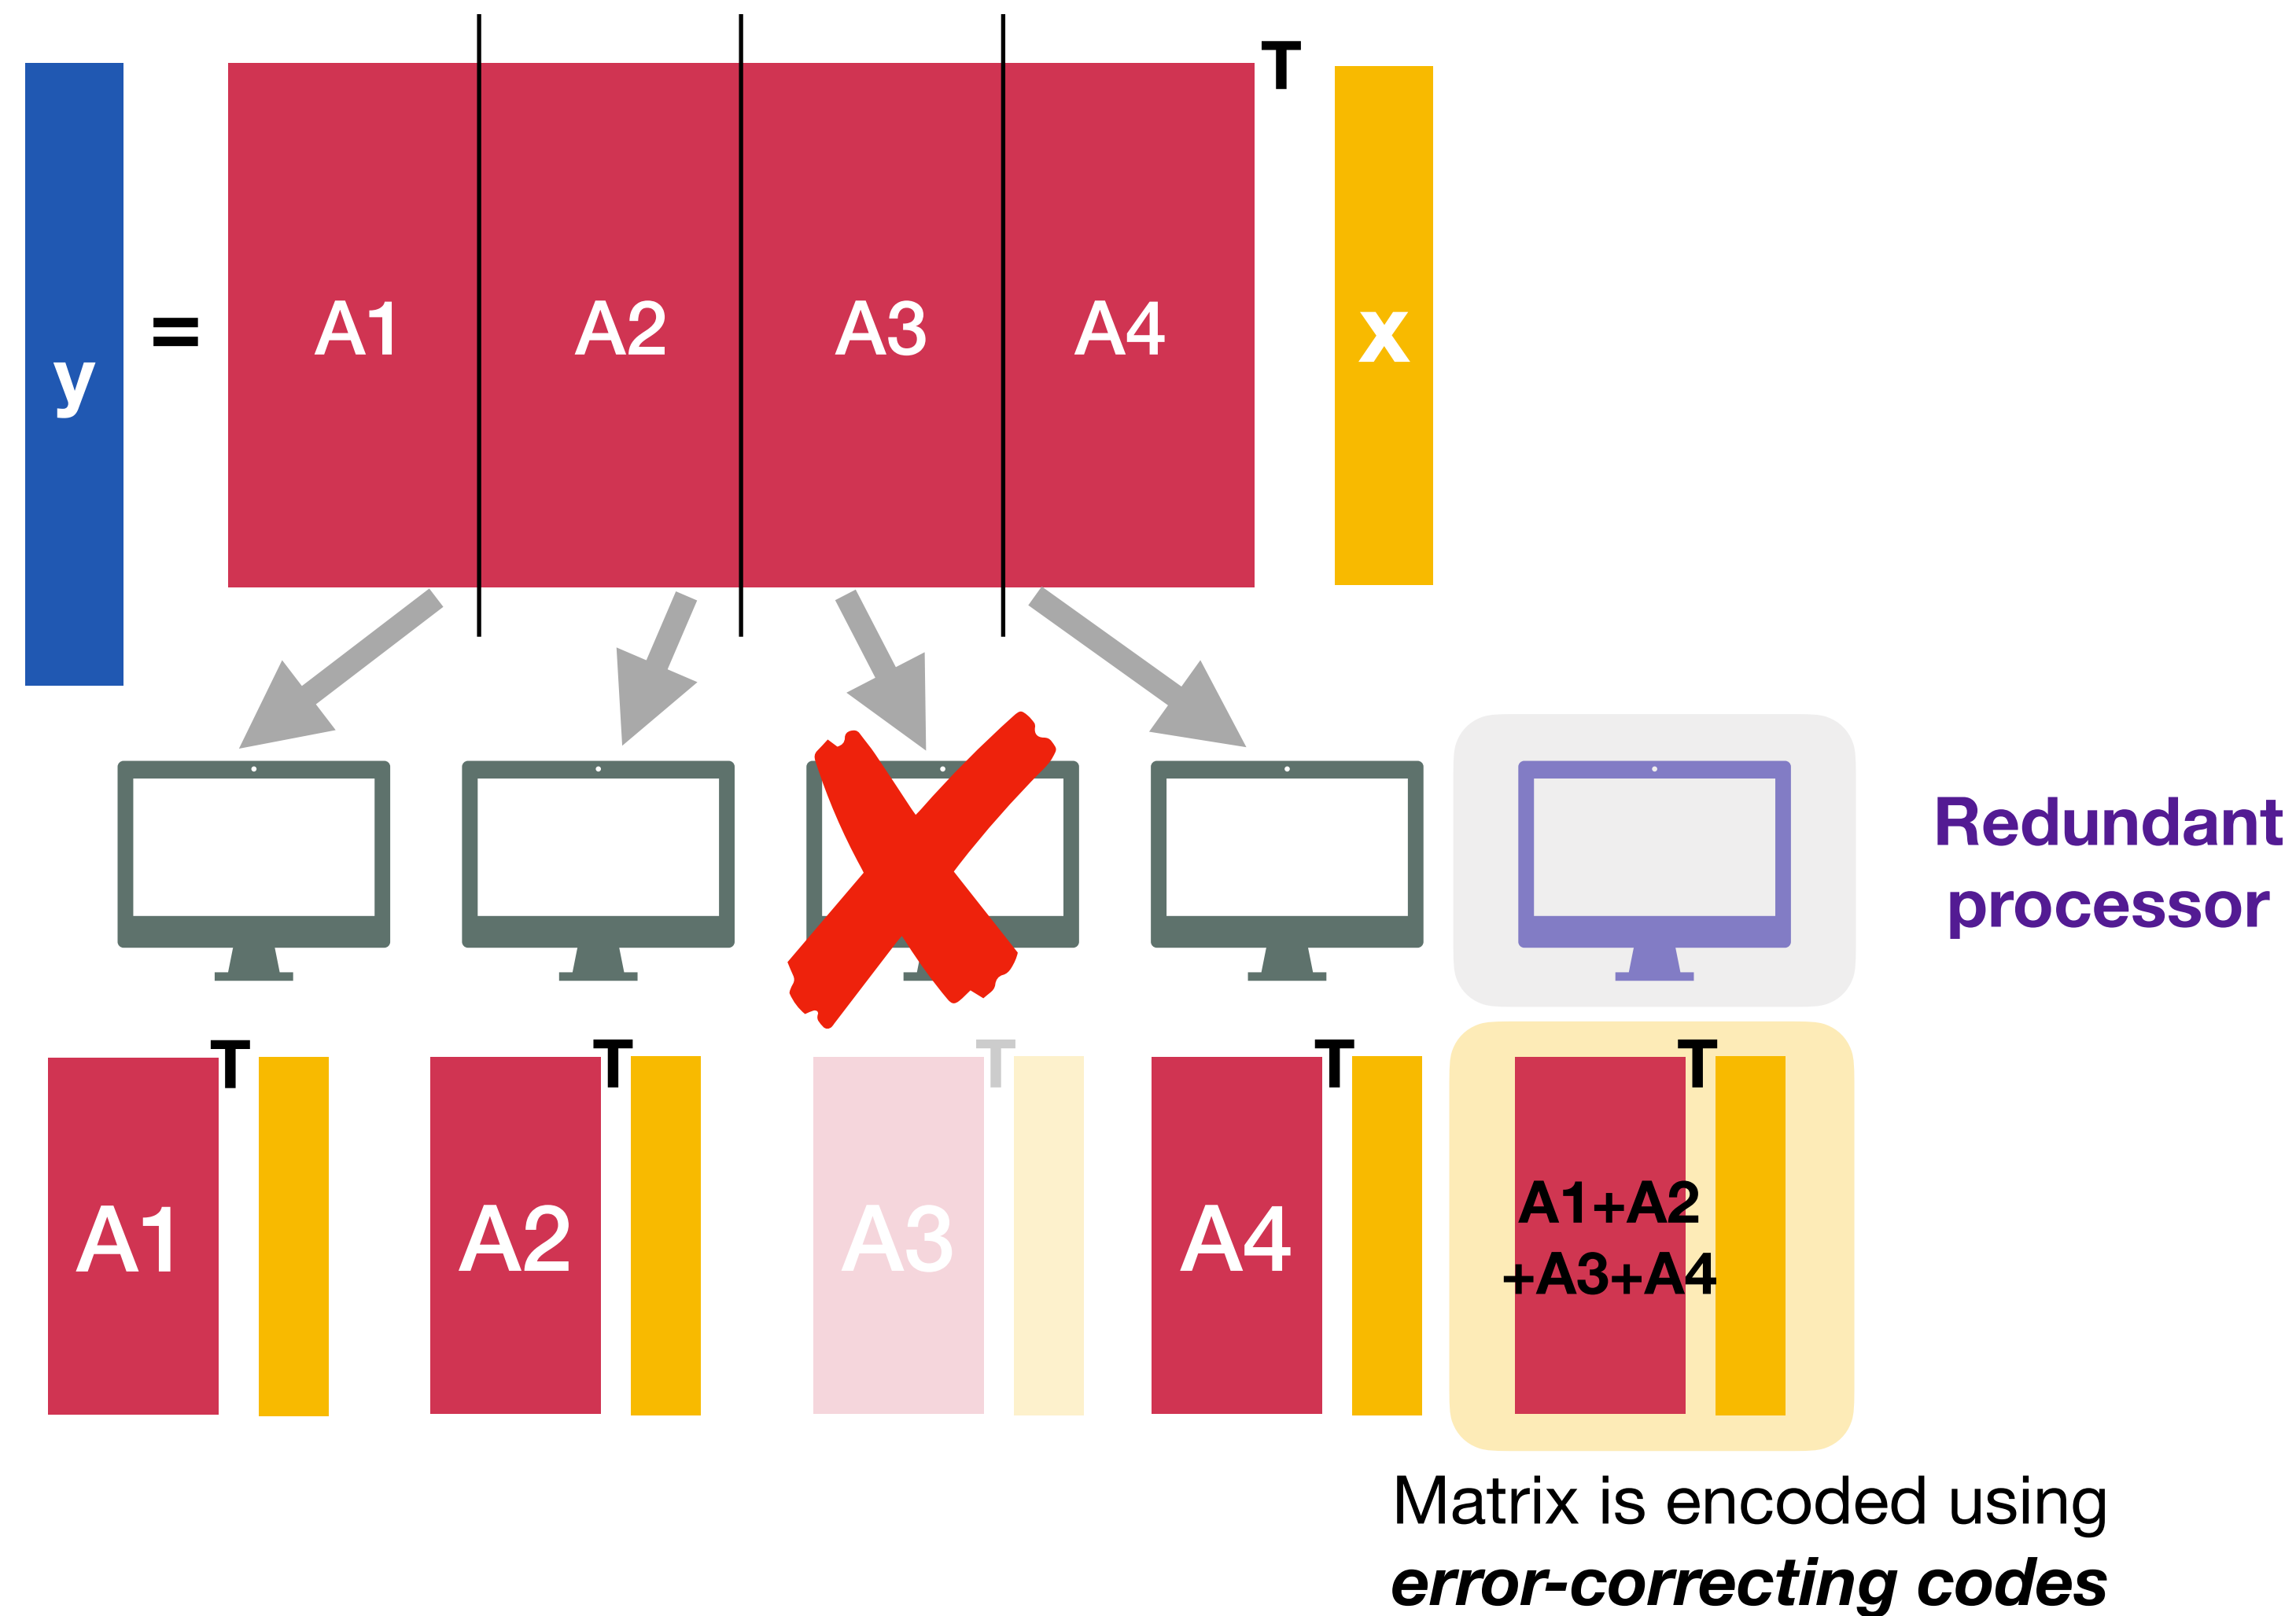 T
y = A1 A2 A3 A4 x
Redundant
processor
T T T T T
A1 A2 A3 A4 A1+A2
+A3+A4
Matrix is encoded using
error-correcting codes